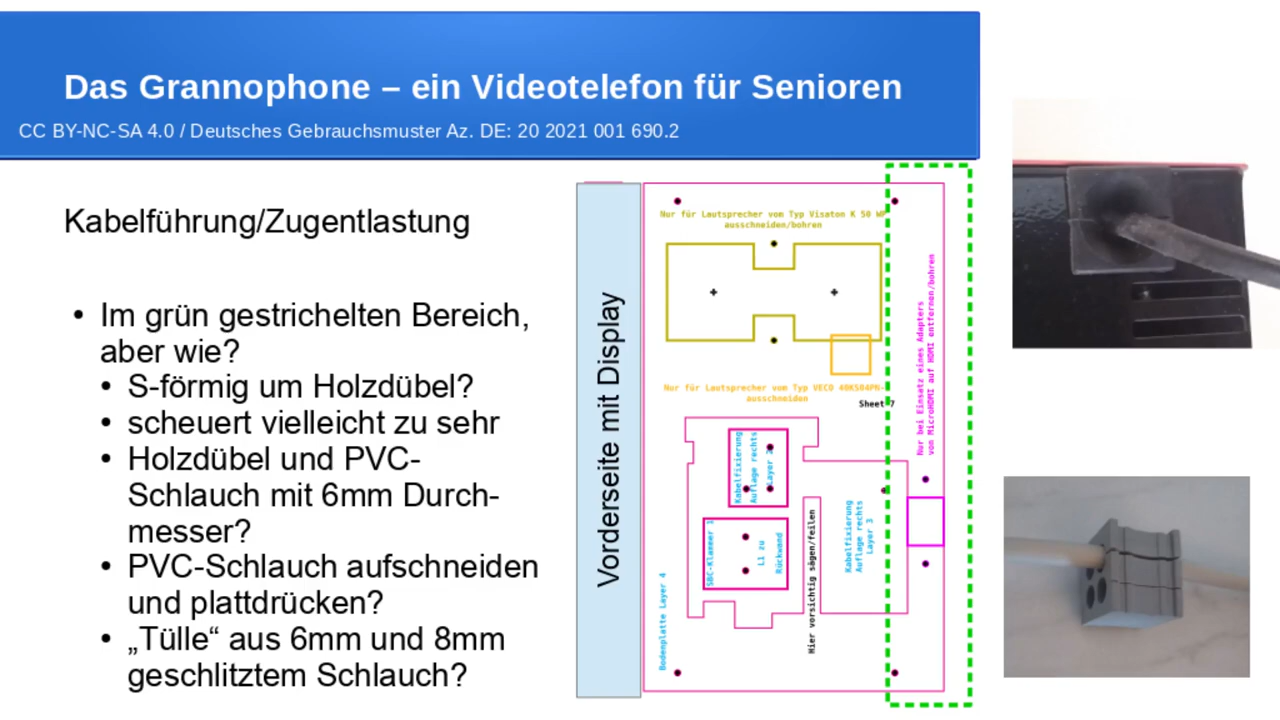 Das Grannophone – ein Videotelefon für Senioren
CC BY-NC-SA 4.0 / Deutsches Gebrauchsmuster Az. DE: 20 2021 001 690.2
Kabelführung/Zugentlastung
• Im grün gestrichelten Bereich,
aber wie?
• S-förmig um Holzdübel?
• scheuert vielleicht zu sehr
• Holzdübel und PVC-
Schlauch mit 6mm Durch-
messer?
• PVC-Schlauch aufschneiden
und plattdrücken?
• „Tülle“ aus 6mm und 8mm
geschlitztem Schlauch?
Vorderseite mit Display
Nur für Lautsprecher vom Typ Visaton K 50 WP
ausschneiden/bohren
Nur für Lautsprecher vom Typ VECO 40KS04PN-
ausschneiden
Sheet 7
Nur bei Einsatz eines Adapters
von MicroHDMI auf HDMI entfernen/bohren
Kabelfixierung
Auflage rechts
Layer 2
SBC-Klammer 1
L1 zu
Rückwand
Hier vorsichtig sägen/feilen
Kabelfixierung
Auflage rechts
Layer 3
Bodenplatte Layer 4